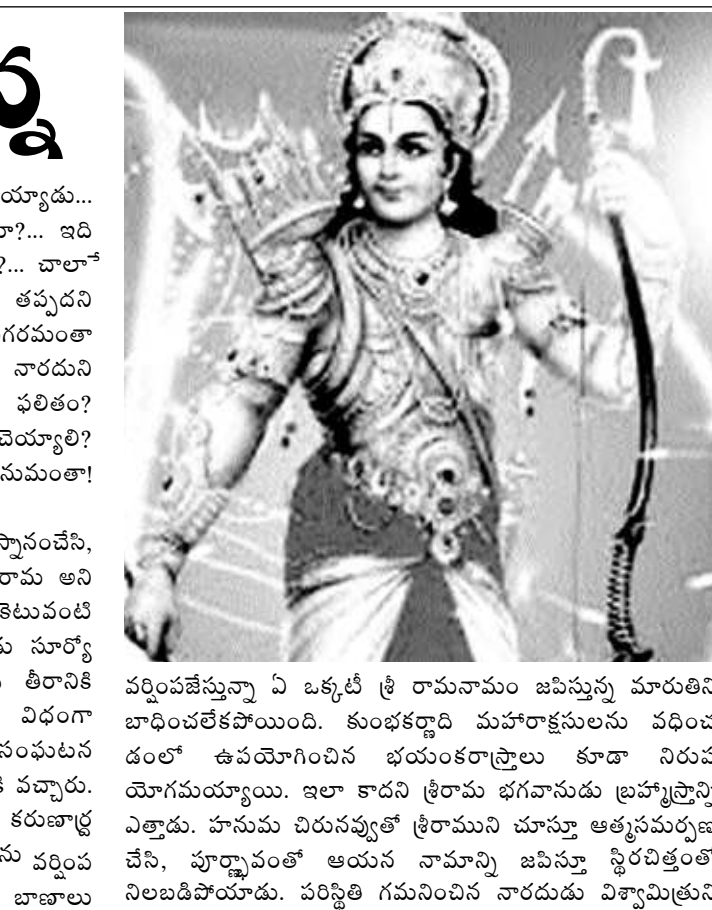 న్న
య్యాడు...
ఇది
?... చాలా
తప్పదని
గరమంతా
నారదుని
ఫలితం?
చెయ్యాలి?
నుమంతా!
స్నానంచేసి,
రామ అని
కెటువంటి
సూర్యో
తీరానికి
విధంగా
సంఘటన
వచ్చారు.
కరుణార్ద్ర
ను వర్షింప
బాణాలు
వర్షింపజేస్తున్నా ఏ ఒక్కటీ శ్రీ రామనామం జపిస్తున్న మారుతిని
బాధించలేకపోయింది. కుంభకర్ణాది మహారాక్షసులను వధించ
డంలో ఉపయోగించిన భయంకరాస్త్రాలు కూడా నిరుప
యోగమయ్యాయి. ఇలా కాదని శ్రీరామ భగవానుడు బ్రహ్మాస్త్రాన్ని
ఎత్తాడు. హనుమ చిరునవ్వుతో శ్రీరాముని చూస్తూ ఆత్మసమర్పణ
చేసి, పూర్ణభావంతో ఆయన నామాన్ని జపిస్తూ స్థిరచిత్తంతో
నిలబడిపోయాడు. పరిస్థితి గమనించిన నారదుడు విశ్వామిత్రుని